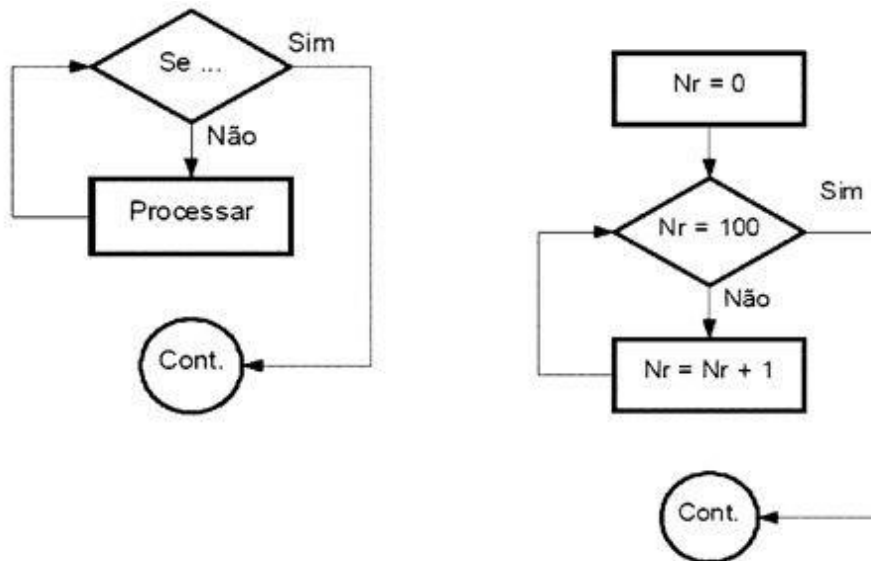 Se ...
Sim
Não
Processar
Cont.
Nr = 0
Nr = 100
Sim
Não
Nr = Nr + 1
Cont.